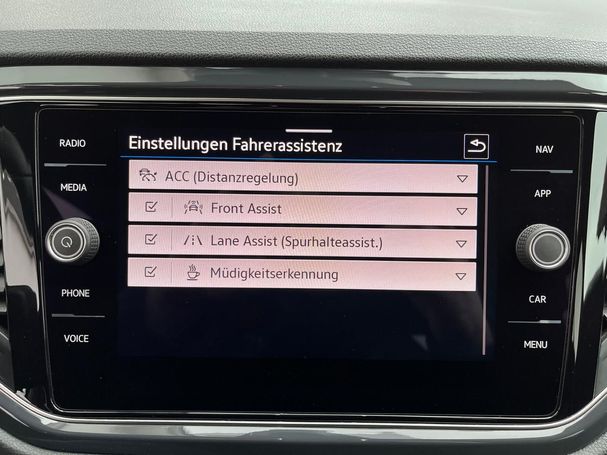 RADIO
MEDIA
PHONE
VOICE
Einstellungen Fahrerassistenz
ACC (Distanzregelung)
Front Assist
Lane Assist (Spurhalteassist.)
Müdigkeitserkennung
NAV
APP
CAR
MENU